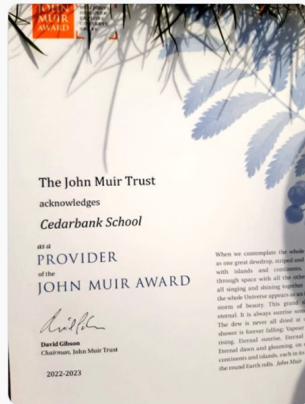 JOHN
MUIR
AWARD
The John Muir Trust
acknowledges
Cedarbank School
as a
PROVIDER
of the
JOHN MUIR AWARD
David Gibson
Chairman, John Muir Trust
2022-2023
When we contemplate the whole
as one great dewdrop, striped and
with islands and continents,
through space with all the other
all singing and shining together
the whole Universe appears as an
storm of beauty. This grand
eternal. It is always sunrise
The dew is never all dried at
shower is forever falling;
rising. Eternal sunrise, Eternal
Eternal dawn and gloaming, on
continents and islands, each in
the round Earth rolls. John Muir